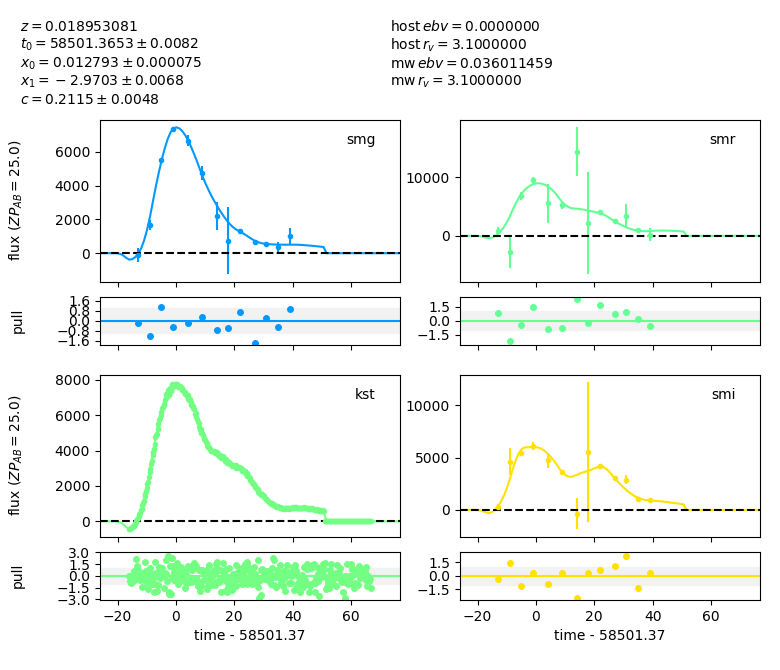 z = 0.018953081
t0 = 58501.3653 ± 0.0082
x0 = 0.012793 ± 0.000075
x1 = −2.9703 ± 0.0068
c = 0.2115 ± 0.0048
host ebv = 0.0000000
host rv = 3.1000000
mw ebv = 0.036011459
mw rv = 3.1000000
flux (ZPAB = 25.0)
6000
4000
2000
0
smg
10000
0
smr
pull
1.6
0.8
0.0
−0.8
−1.6
1.5
0.0
−1.5
flux (ZPAB = 25.0)
8000
6000
4000
2000
0
kst
10000
5000
0
smi
pull
3.0
1.5
0.0
−1.5
−3.0
−20 0 20 40 60
time - 58501.37
1.5
0.0
−1.5
−20 0 20 40 60
time - 58501.37